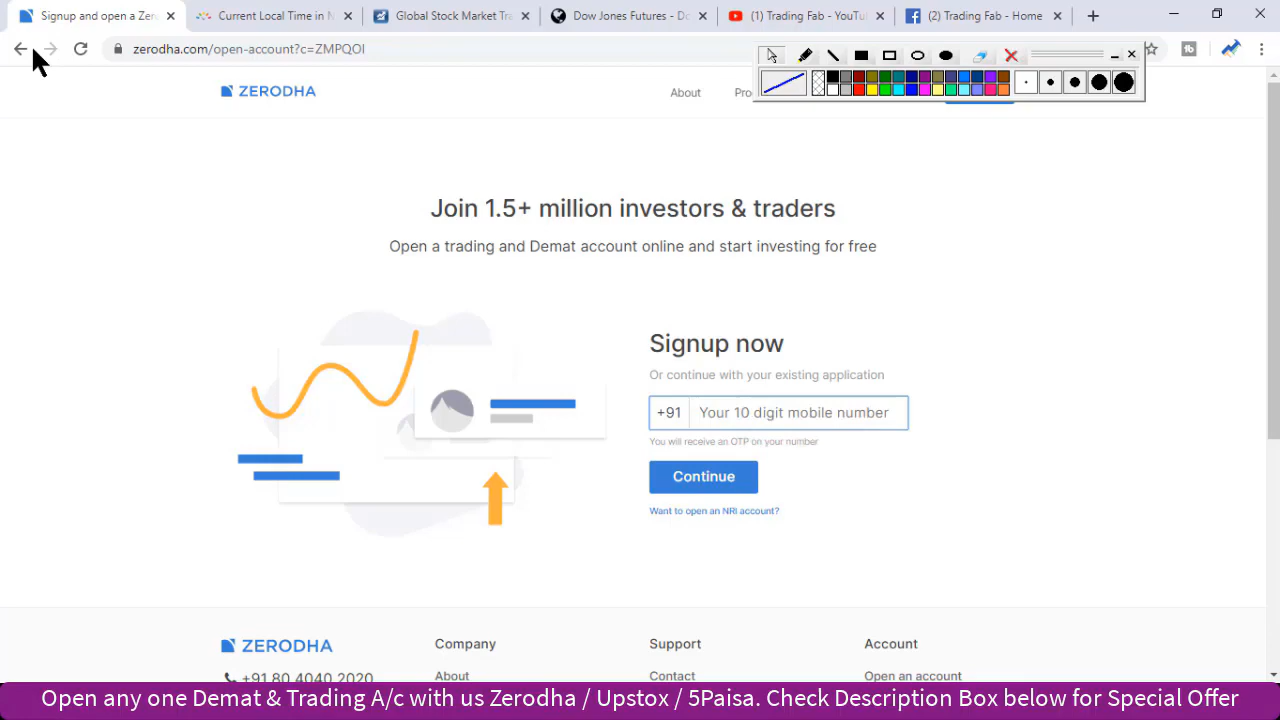 Signup and open a Zero
Current Local Time in N
Global Stock Market Tra
Dow Jones Futures - Do
(1) Trading Fab - YouTu
(2) Trading Fab - Home
zerodha.com/open-account?c=ZMPQOI
ZERODHA
About
Pro
Join 1.5+ million investors & traders
Open a trading and Demat account online and start investing for free
Signup now
Or continue with your existing application
+91 Your 10 digit mobile number
You will receive an OTP on your number
Continue
Want to open an NRI account?
ZERODHA
Company
Support
Account
+91 80 4040 2020
About
Contact
Open an account
Open any one Demat & Trading A/c with us Zerodha / Upstox / 5Paisa. Check Description Box below for Special Offer